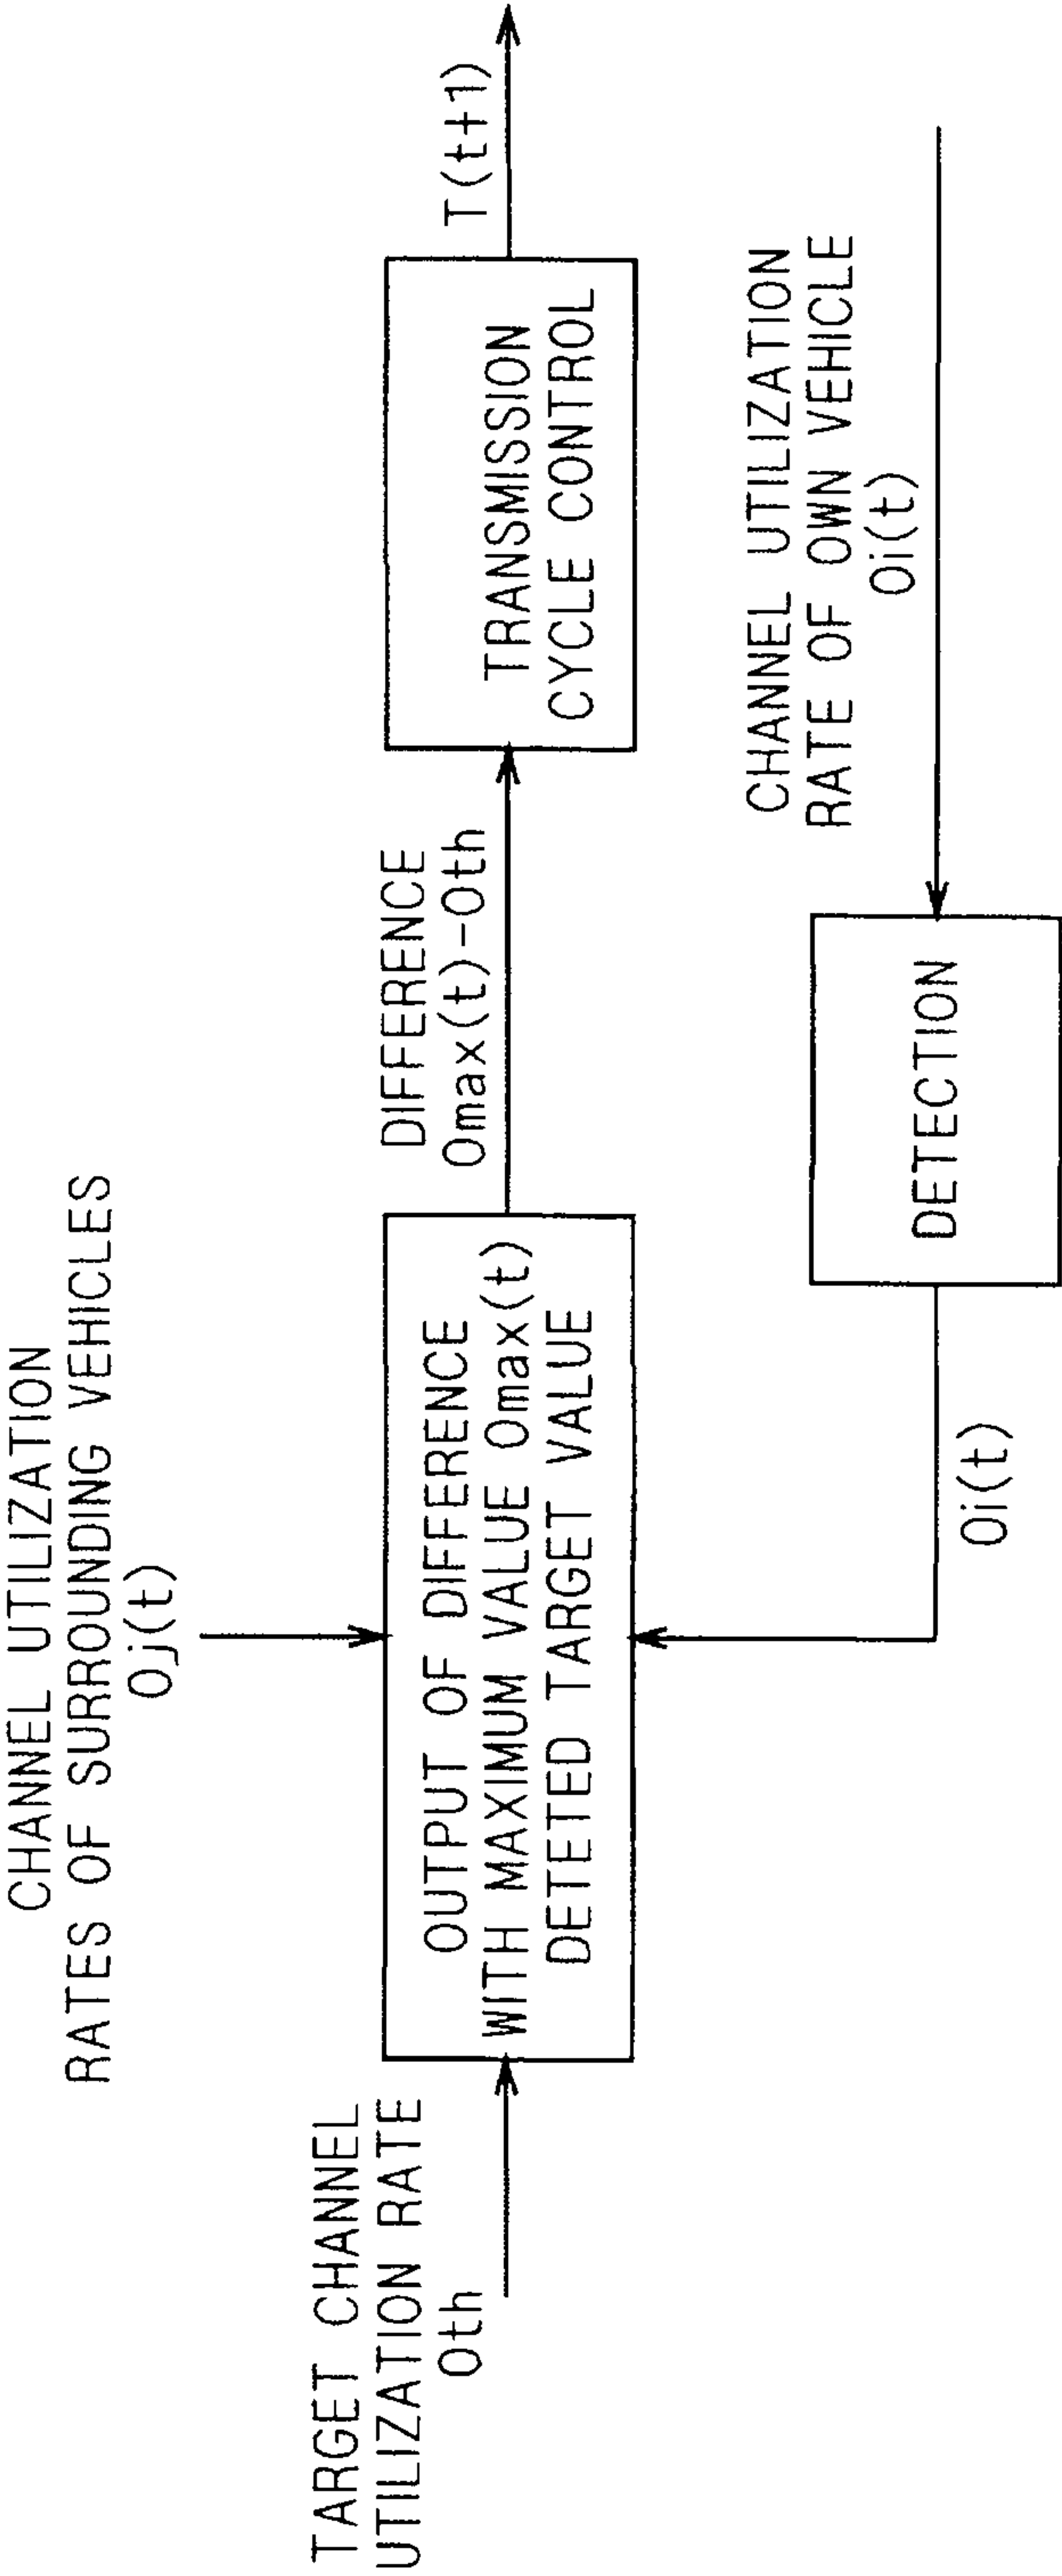 CHANNEL UTILIZATION
RATES OF SURROUNDING VEHICLES
Oj(t)
TARGET CHANNEL
UTILIZATION RATE
Oth
OUTPUT OF DIFFERENCE
WITH MAXIMUM VALUE Omax(t)
DETETED TARGET VALUE
DIFFERENCE
Omax(t)-Oth
TRANSMISSION
CYCLE CONTROL
T(t+1)
CHANNEL UTILIZATION
RATE OF OWN VEHICLE
Oi(t)
DETECTION
Oi(t)